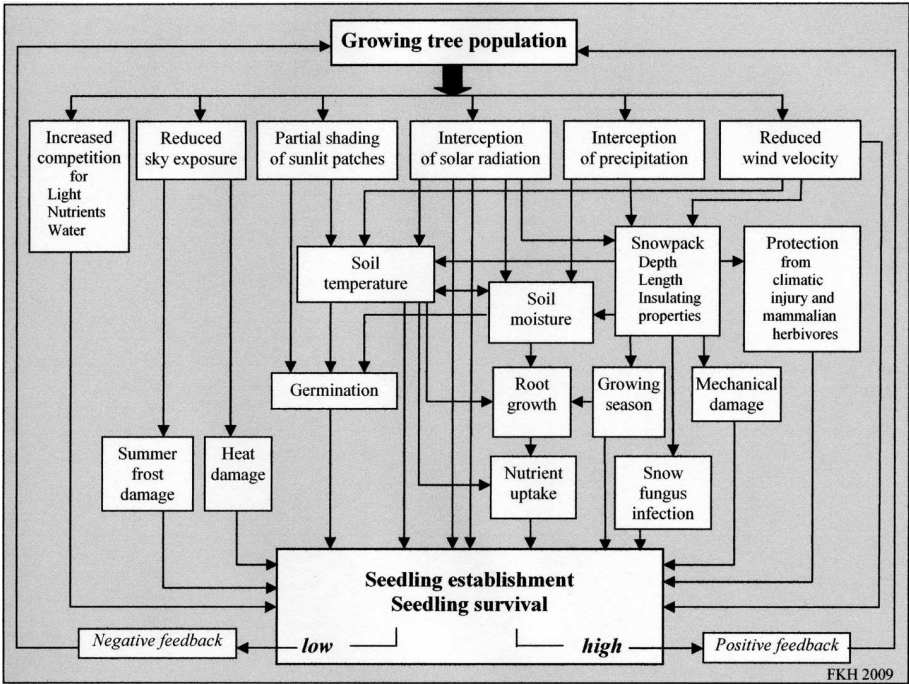 Growing tree population
Increased
competition
for
Light
Nutrients
Water
Reduced
sky exposure
Partial shading
of sunlit patches
Interception
of solar radiation
Interception
of precipitation
Reduced
wind velocity
Soil
temperature
Snowpack
Depth
Length
Insulating
properties
Protection
from
climatic
injury and
mammalian
herbivores
Soil
moisture
Germination
Root
growth
Growing
season
Mechanical
damage
Summer
frost
damage
Heat
damage
Nutrient
uptake
Snow
fungus
infection
Seedling establishment
Seedling survival
Negative feedback
low
high
Positive feedback
FKH 2009